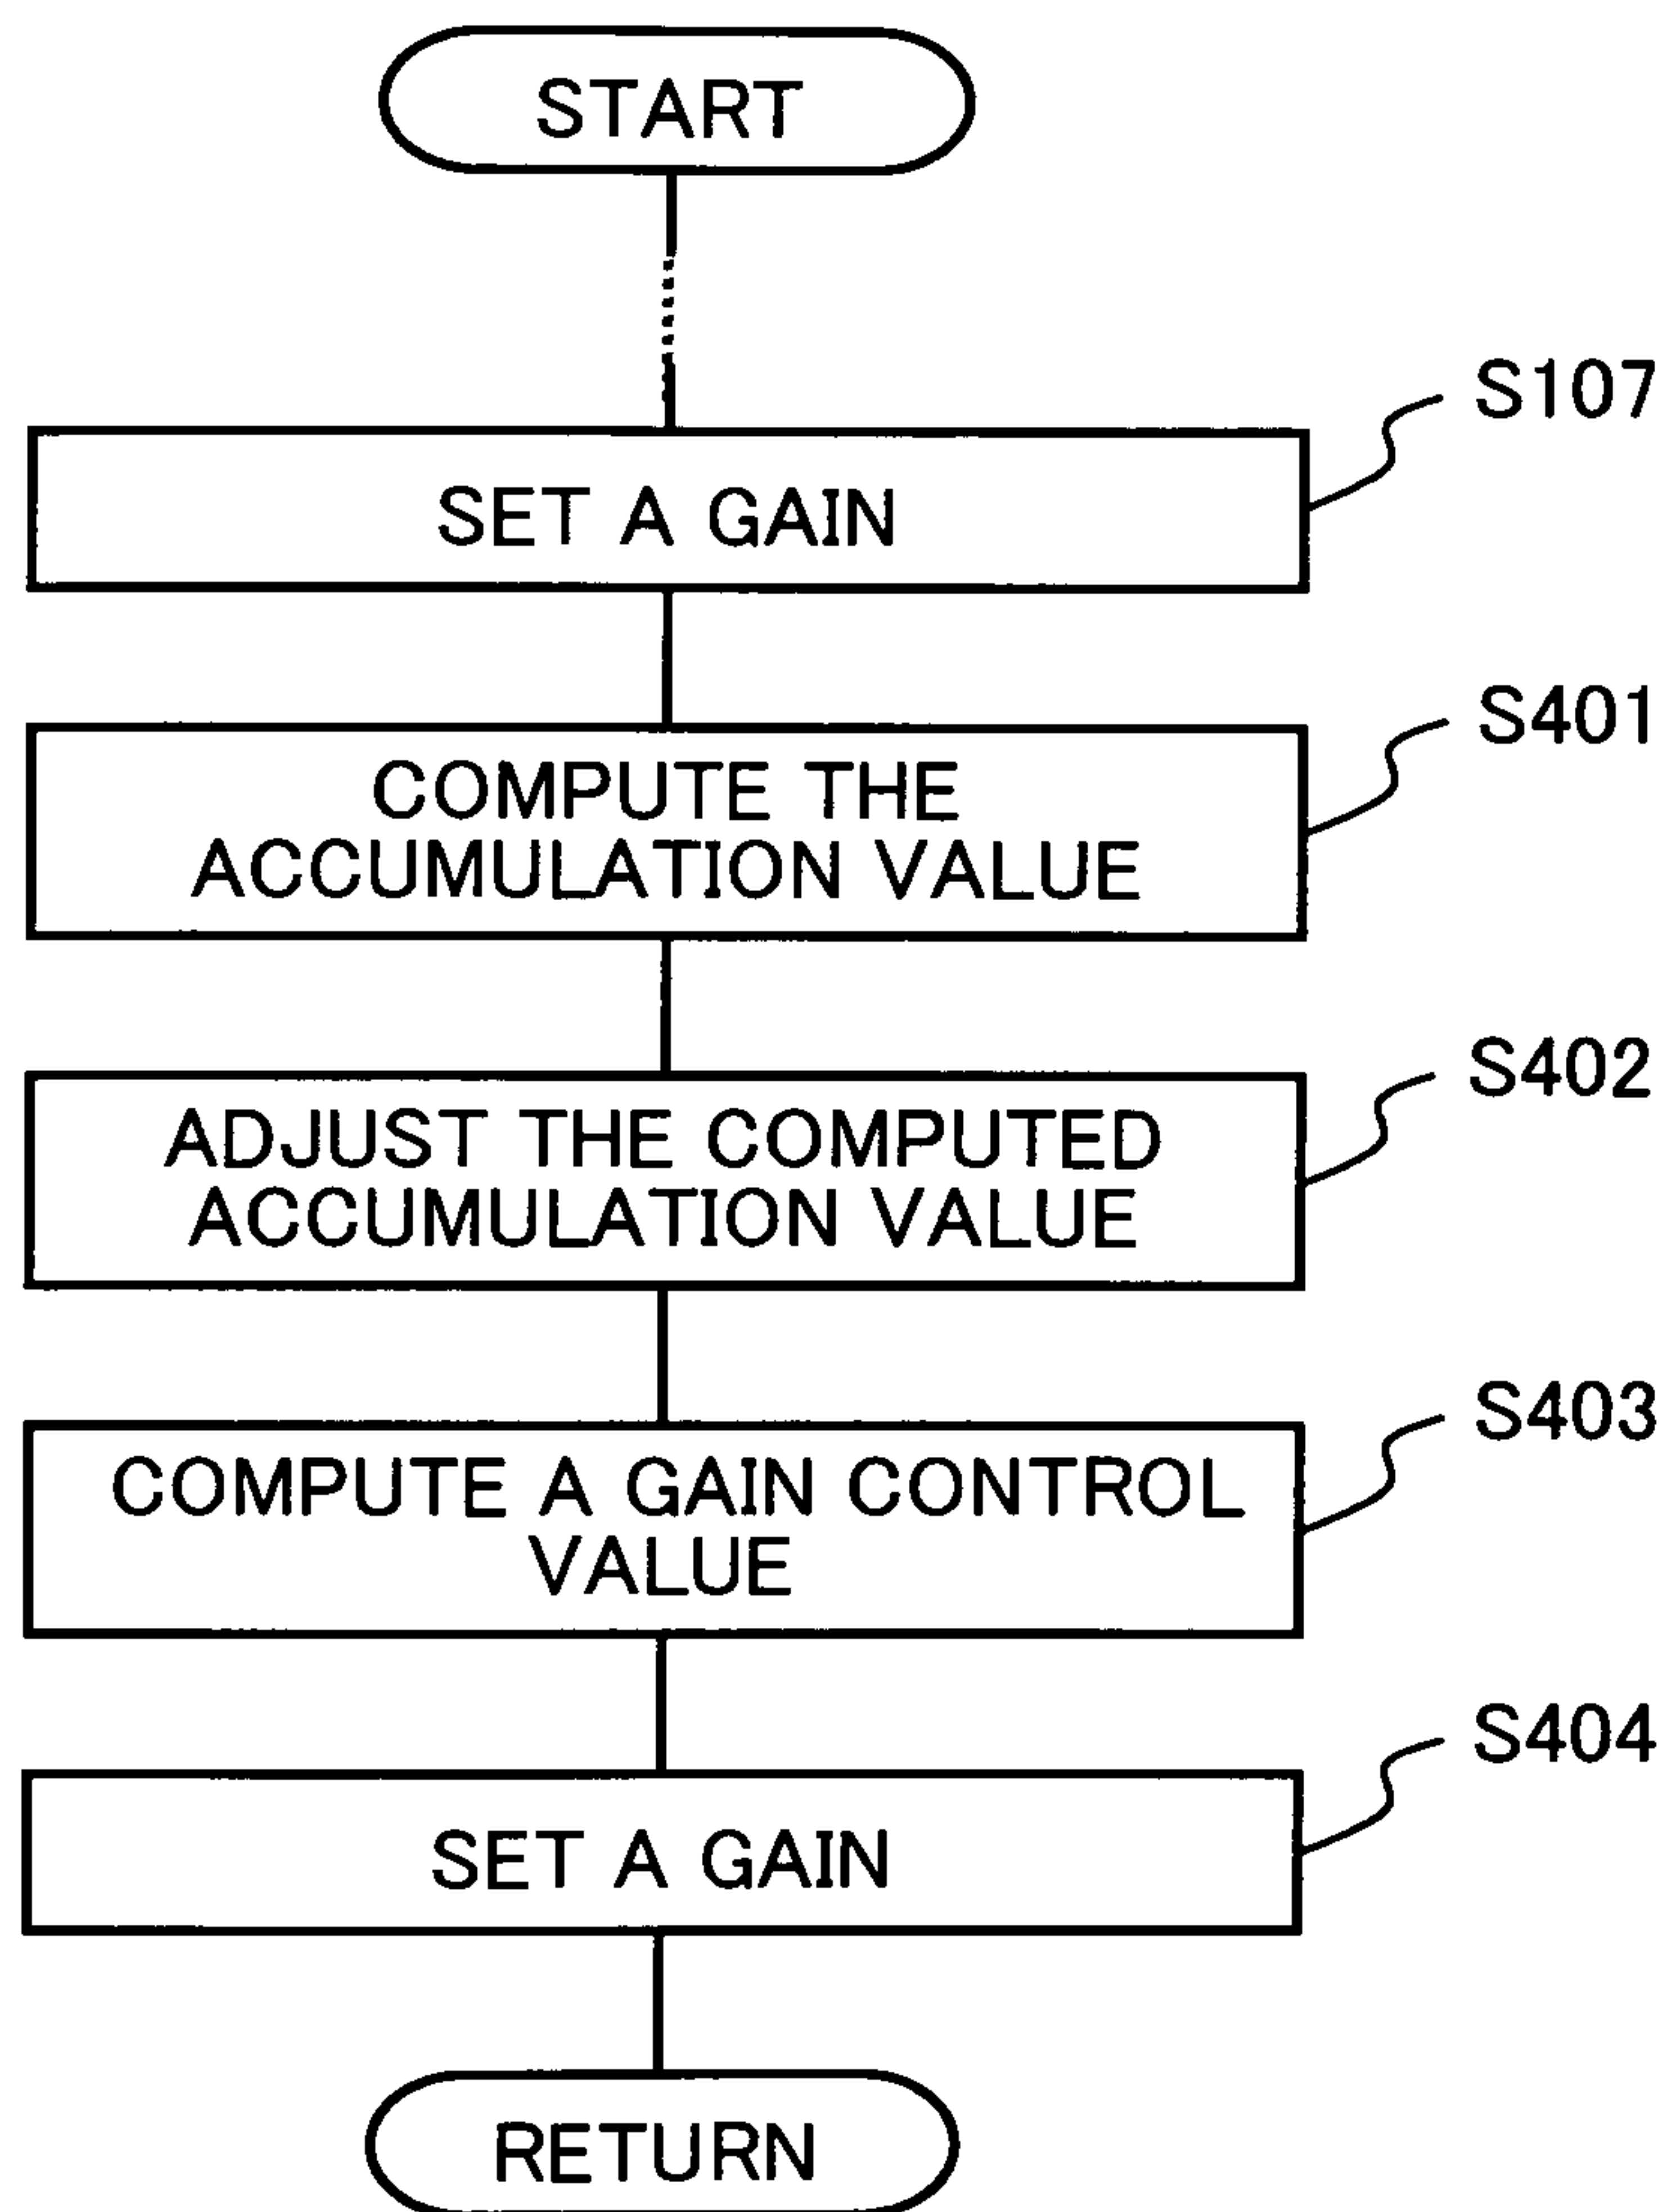 START
S107
SET A GAIN
S401
COMPUTE THE
ACCUMULATION VALUE
S402
ADJUST THE COMPUTED
ACCUMULATION VALUE
S403
COMPUTE A GAIN CONTROL
VALUE
S404
SET A GAIN
RETURN